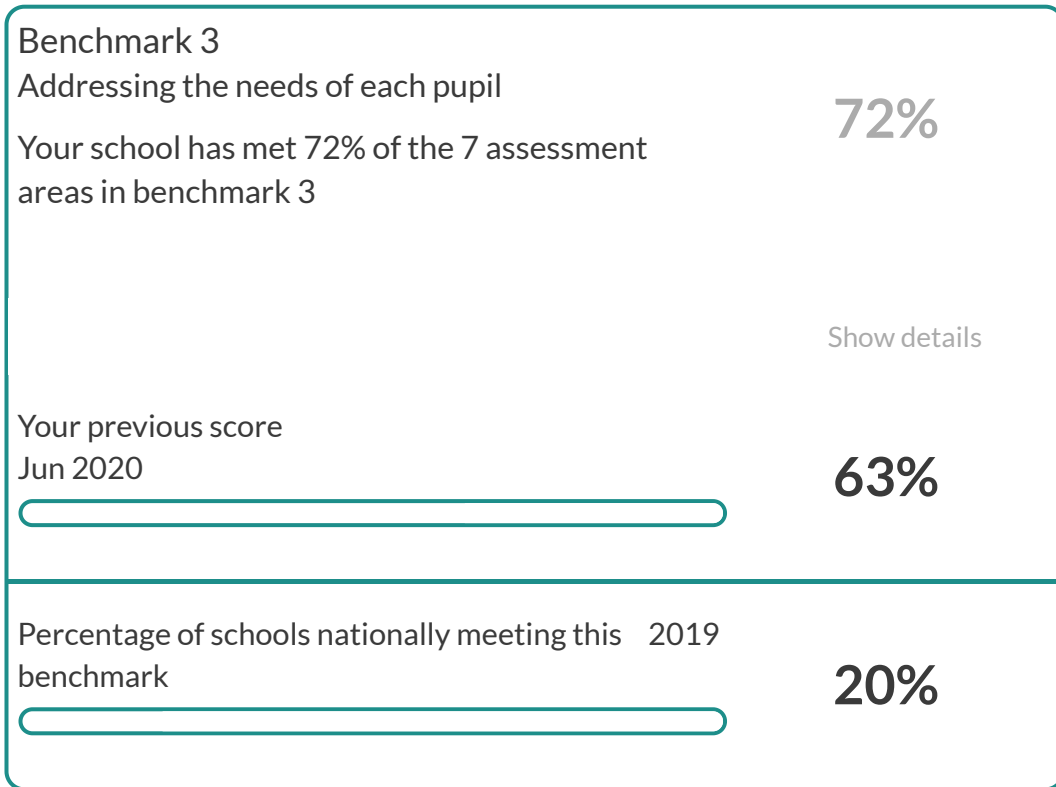 Benchmark 3
Addressing the needs of each pupil
72%
Your school has met 72% of the 7 assessment
areas in benchmark 3
Show details
Your previous score
Jun 2020
63%
Percentage of schools nationally meeting this 2019
benchmark
20%